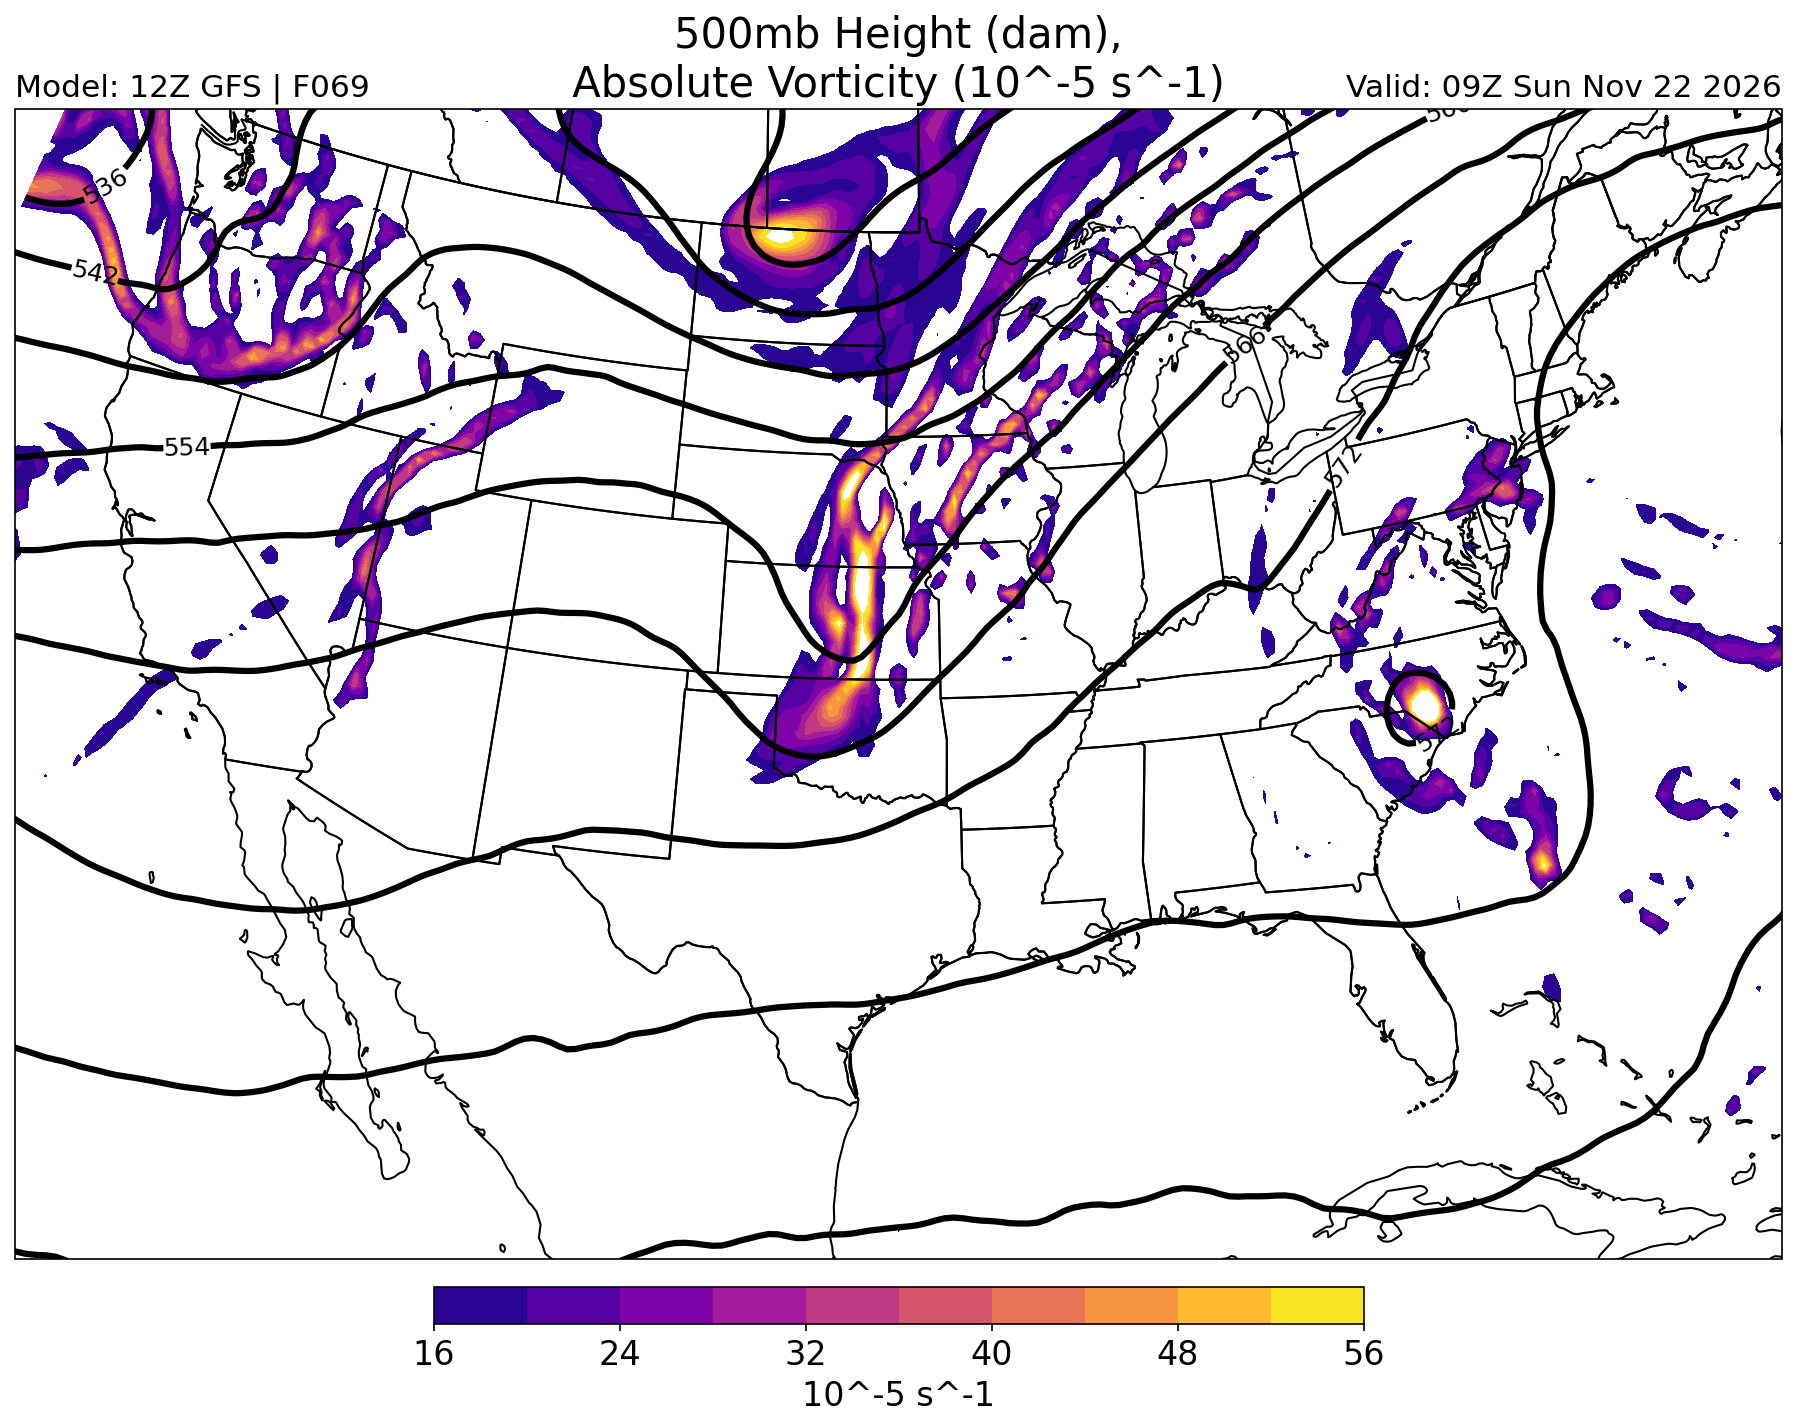 500mb Height (dam),
Absolute Vorticity (10^-5 s^-1)
Model: 12Z GFS | F069
Valid: 09Z Sun Nov 22 2026
536
542
554
566
572
16 24 32 40 48 56
10^-5 s^-1